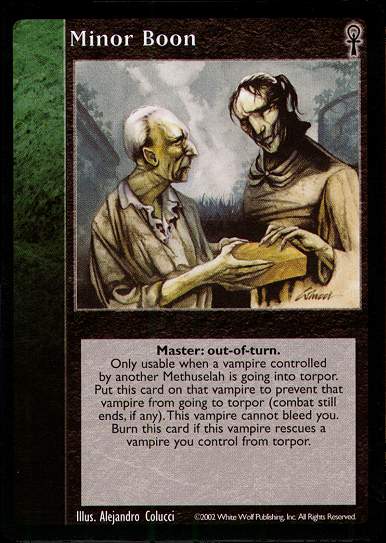 Minor Boon
Master: out-of-turn.
Only usable when a vampire controlled
by another Methuselah is going into torpor.
Put this card on that vampire to prevent that
vampire from going to torpor (combat still
ends, if any). This vampire cannot bleed you.
Burn this card if this vampire rescues a
vampire you control from torpor.
Illus. Alejandro Colucci ©2002 White Wolf Publishing, Inc. All Rights Reserved.